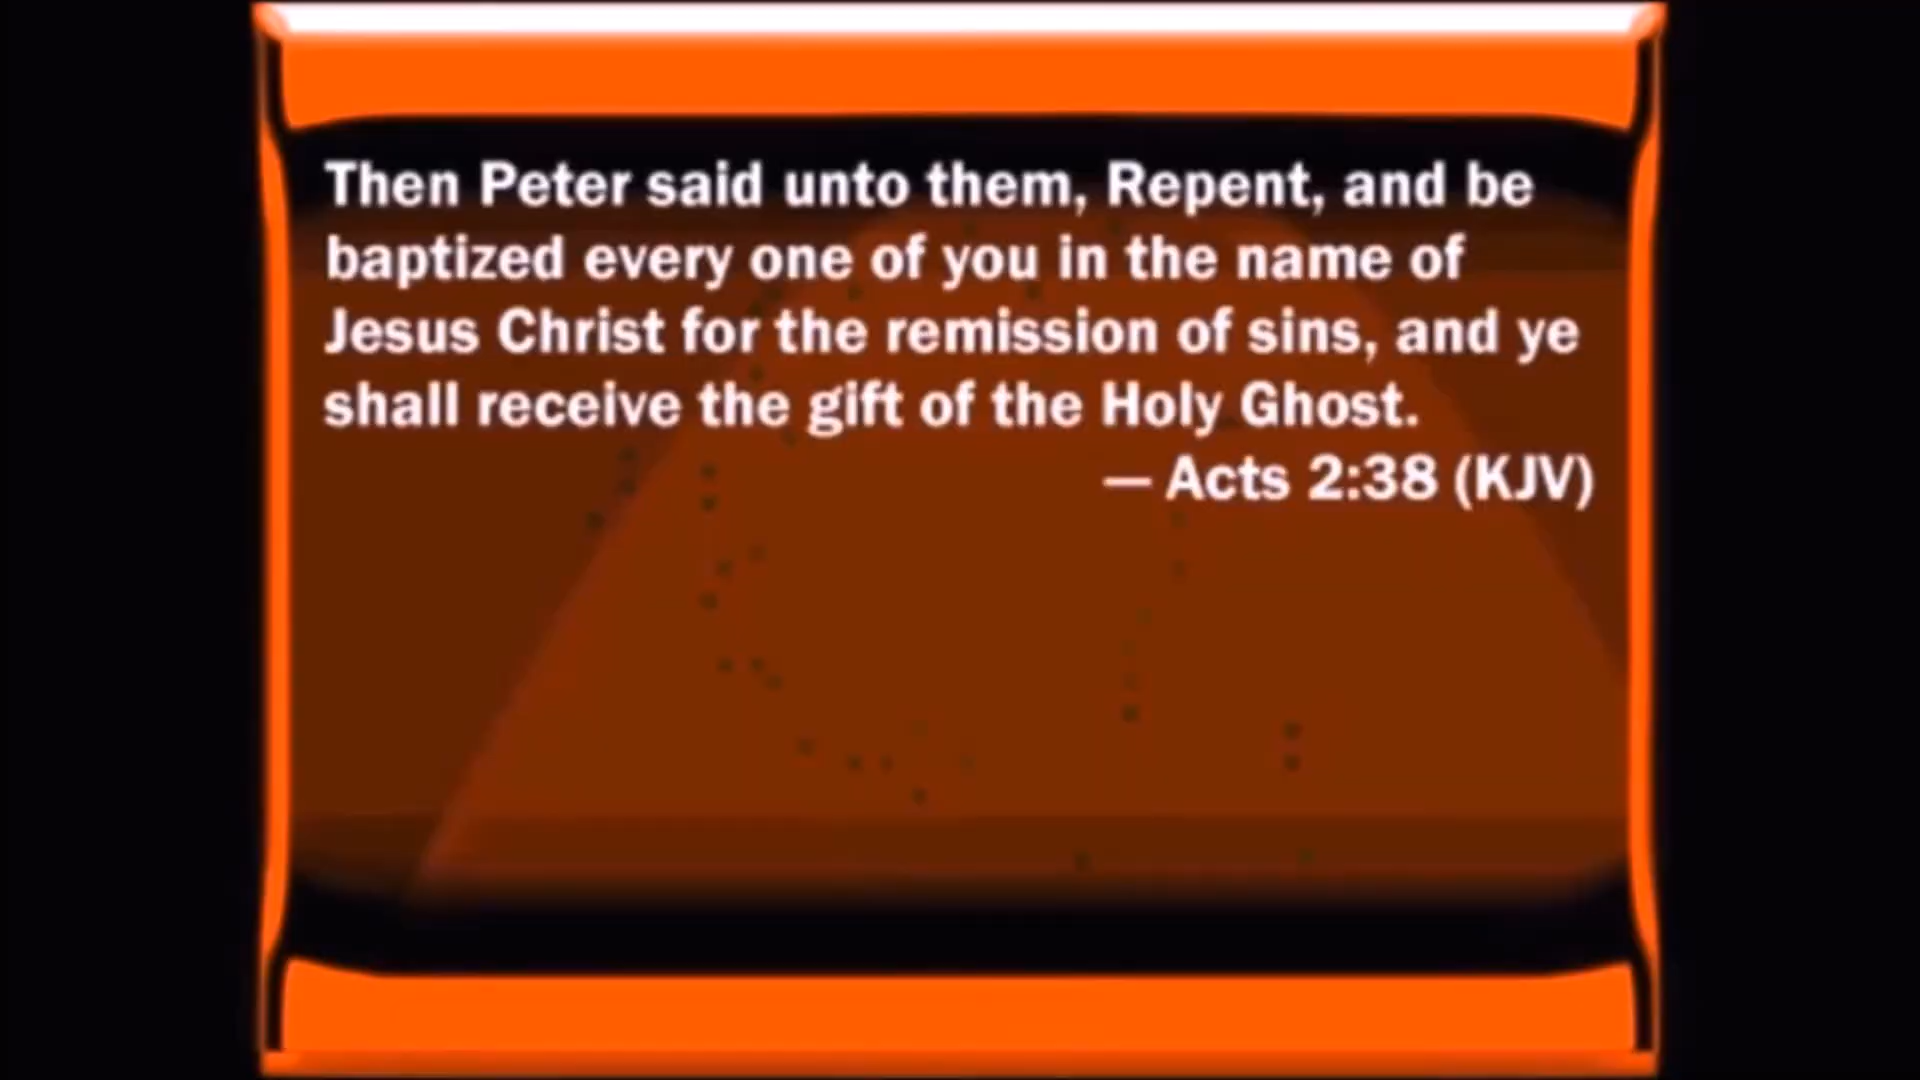 Then Peter said unto them, Repent, and be
baptized every one of you in the name of
Jesus Christ for the remission of sins, and ye
shall receive the gift of the Holy Ghost.
— Acts 2:38 (KJV)